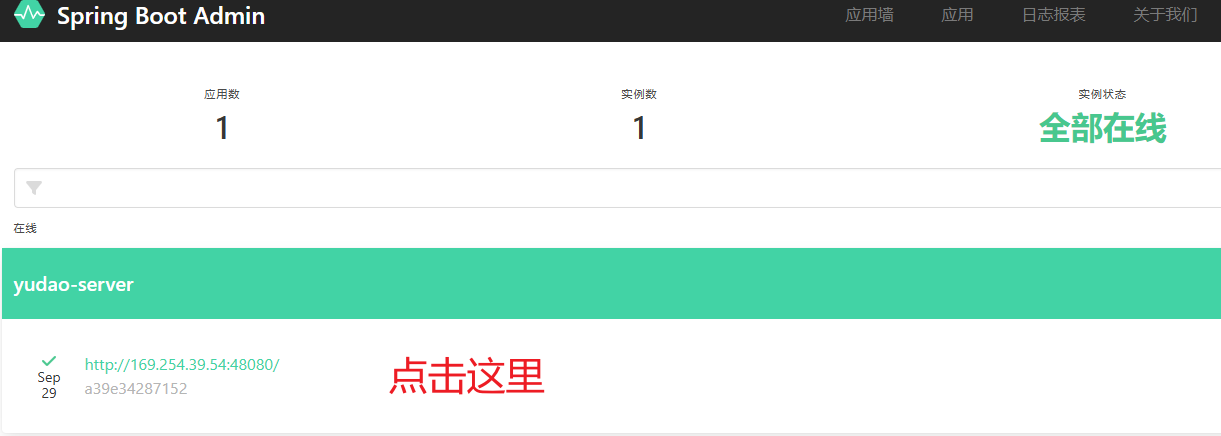 Spring Boot Admin
应用墙 应用 日志报表 关于我们
应用数 实例数 实例状态
1 1 全部在线
在线
yudao-server
http://169.254.39.54:48080/
Sep
29
a39e34287152
点击这里